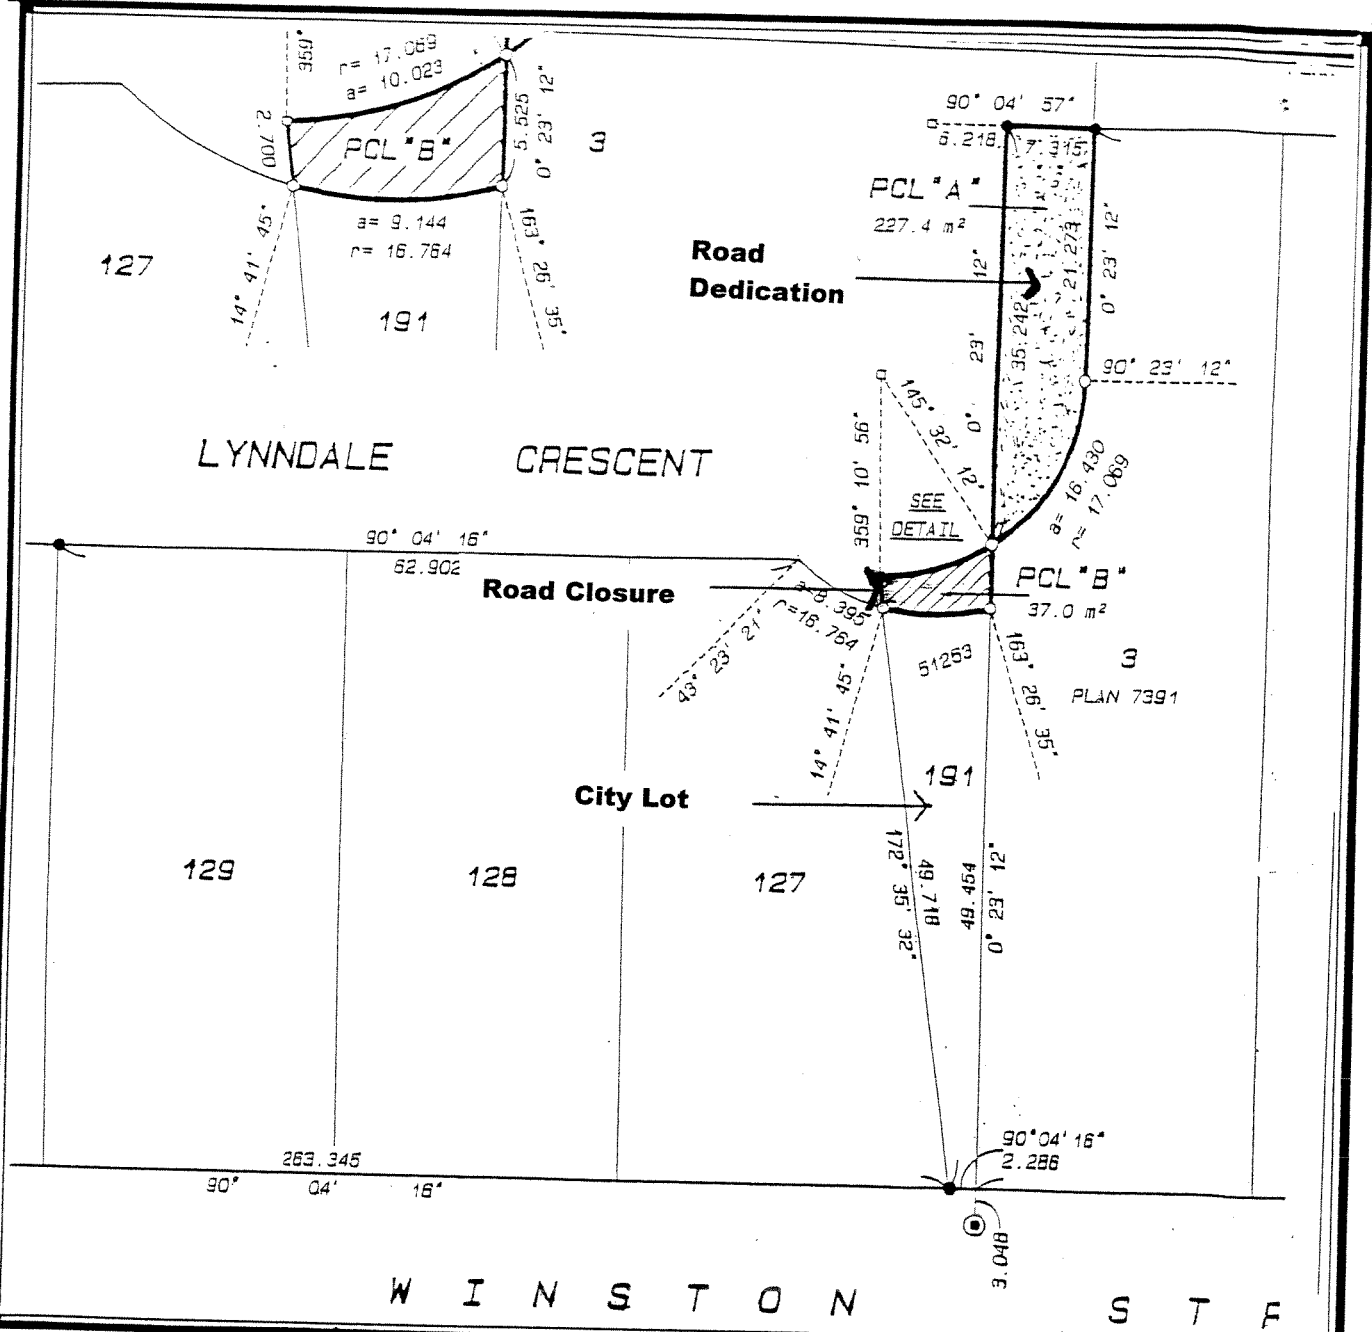 359°
r= 17.069
a= 10.023
2.700
PCL "B"
5.525
0° 23' 12"
3
a= 9.144
r= 16.764
14° 41' 45"
163° 26' 35"
127
191
90° 04' 57"
6.218
7.315
PCL "A"
227.4 m²
Road
Dedication
0° 23' 12"
35.242
21.273
0° 23' 12"
90° 23' 12"
145° 32' 12"
359° 10' 56"
SEE
DETAIL
a= 16.430
r= 17.069
LYNNDALE CRESCENT
90° 04' 16"
62.902
Road Closure
a=8.395
r=16.764
43° 23' 21"
PCL "B"
37.0 m²
51253
3
PLAN 7391
14° 41' 45"
163° 26' 35"
191
City Lot
129
128
127
172° 35' 32"
49.718
49.454
0° 23' 12"
90°04'16"
2.286
263.345
90° 04' 16"
3.048
WINSTON ST